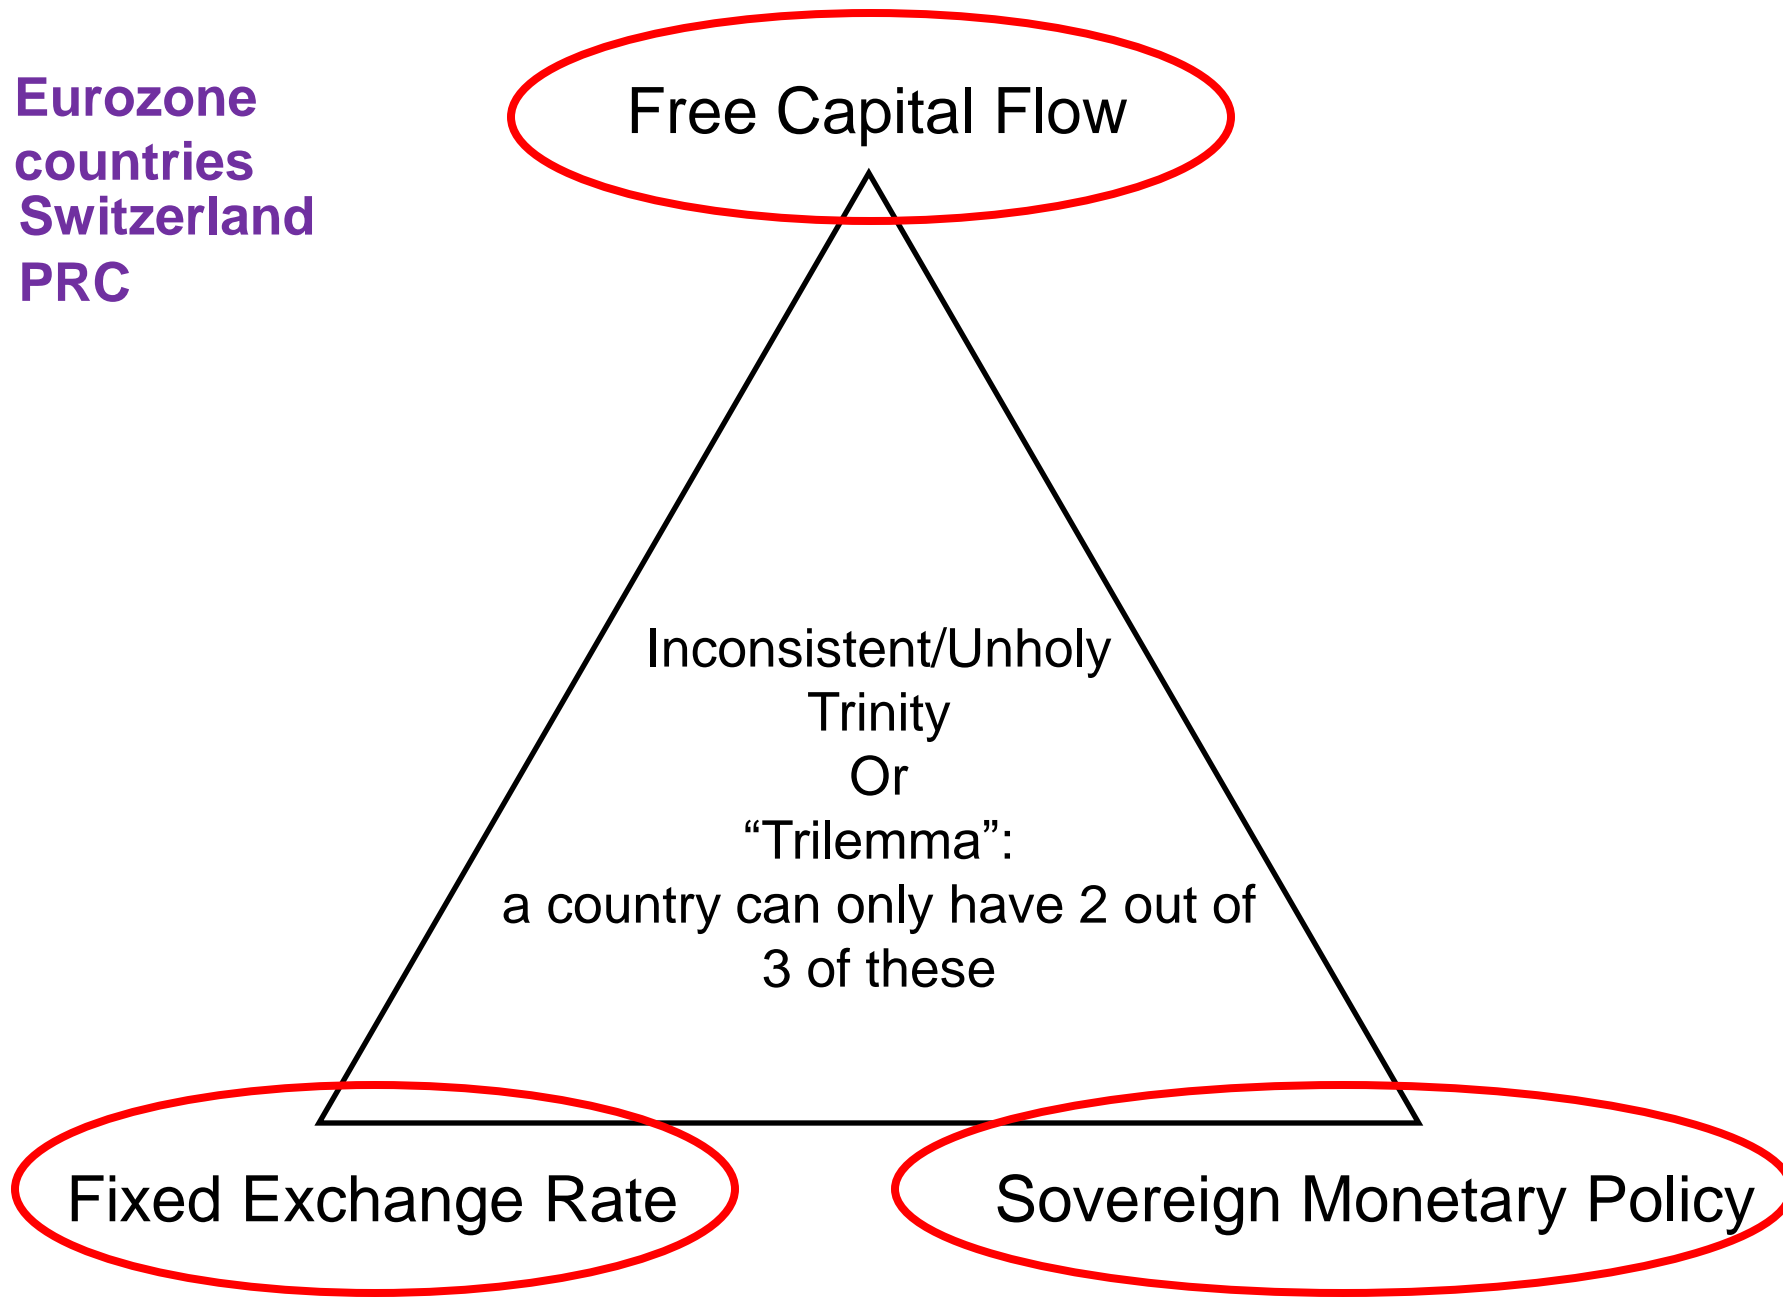 Eurozone
countries
Switzerland
PRC
Free Capital Flow
Inconsistent/Unholy
Trinity
Or
“Trilemma”:
a country can only have 2 out of
3 of these
Fixed Exchange Rate
Sovereign Monetary Policy